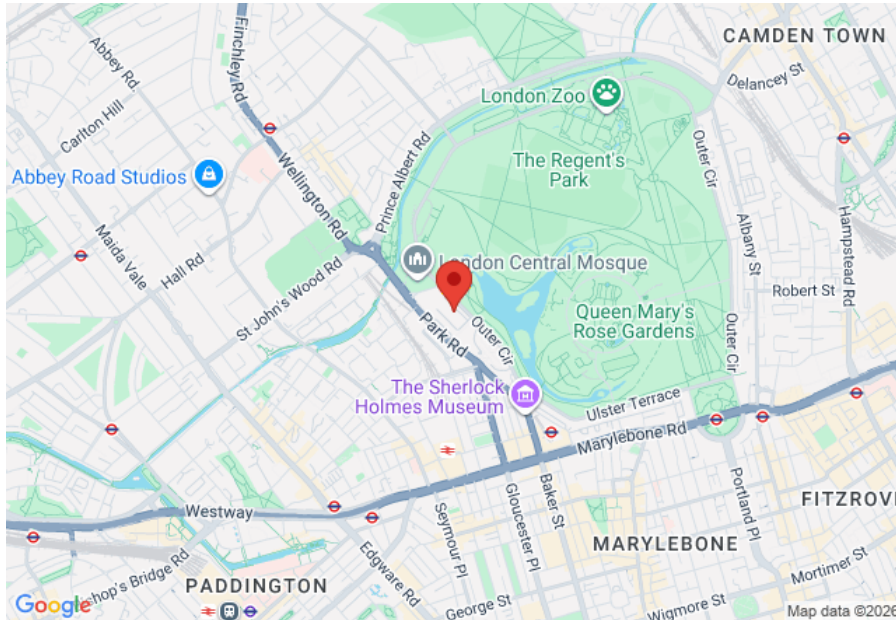 CAMDEN TOWN
Finchley Rd
Abbey Rd
Delancey St
London Zoo
Carlton Hill
Prince Albert Rd
Outer Cir
The Regent's
Park
Abbey Road Studios
Wellington Rd
Albany St
Hampstead Rd
Maida Vale
Hall Rd
St John's Wood Rd
London Central Mosque
Robert St
Queen Mary's
Rose Gardens
Outer Cir
Park Rd
Outer Cir
The Sherlock
Holmes Museum
Ulster Terrace
Marylebone Rd
Westway
Seymour Pl
Gloucester Pl
Baker St
Portland Pl
FITZROV
MARYLEBONE
Edgware Rd
shop's Bridge Rd
PADDINGTON
Mortimer St
George St
Wigmore St
Google
Map data ©2026